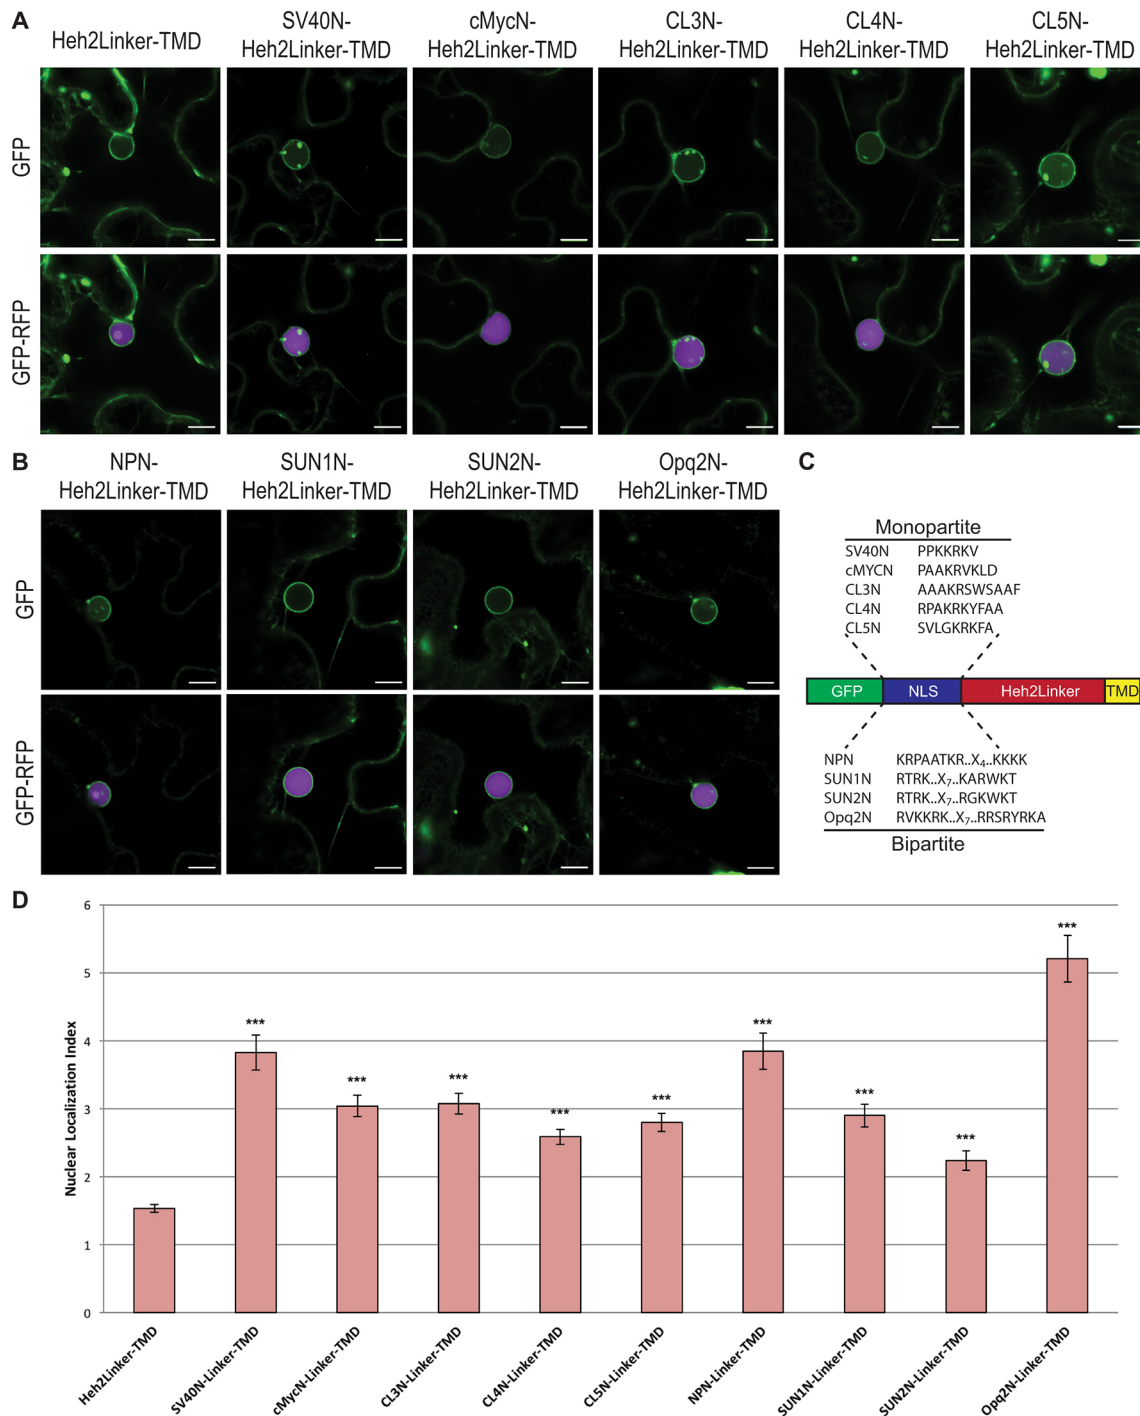 A
Heh2Linker-TMD
SV40N-
Heh2Linker-TMD
cMycN-
Heh2Linker-TMD
CL3N-
Heh2Linker-TMD
CL4N-
Heh2Linker-TMD
CL5N-
Heh2Linker-TMD
GFP
GFP-RFP
B
NPN-
Heh2Linker-TMD
SUN1N-
Heh2Linker-TMD
SUN2N-
Heh2Linker-TMD
Opq2N-
Heh2Linker-TMD
GFP
GFP-RFP
C
Monopartite
SV40N PPKKRKV
cMYCN PAAKRVKLD
CL3N AAAKRSWSAAF
CL4N RPAKRKYFAA
CL5N SVLGKRKFA
GFP NLS Heh2Linker TMD
NPN KRPAATKR..X₄..KKKK
SUN1N RTRK..X₇..KARWKT
SUN2N RTRK..X₇..RGKWKT
Opq2N RVKKRK..X₇..RRSRYRKA
Bipartite
D
Nuclear Localization Index
6
5
4
3
2
1
0
***
***
***
***
***
***
***
***
***
Heh2Linker-TMD
SV40N-Linker-TMD
cMycN-Linker-TMD
CL3N-Linker-TMD
CL4N-Linker-TMD
CL5N-Linker-TMD
NPN-Linker-TMD
SUN1N-Linker-TMD
SUN2N-Linker-TMD
Opq2N-Linker-TMD